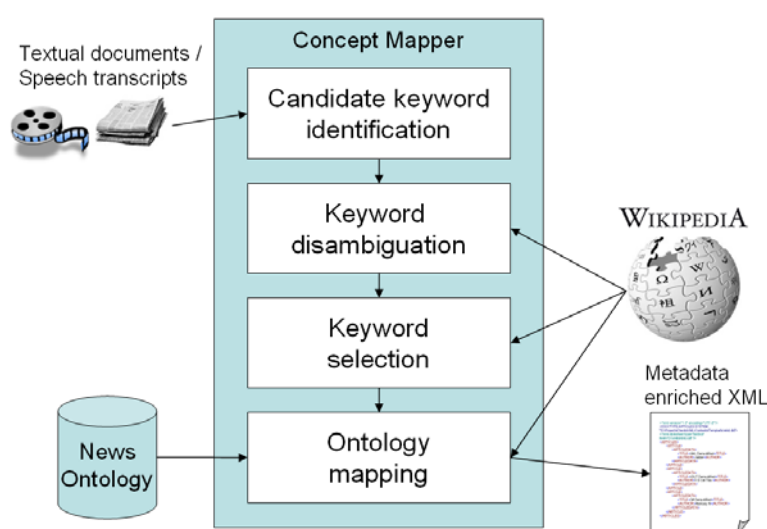 Concept Mapper
Textual documents /
Speech transcripts
Candidate keyword
identification
Keyword
disambiguation
WIKIPEDIA
Ω
W
И
Keyword
selection
Metadata
enriched XML
News
Ontology
Ontology
mapping